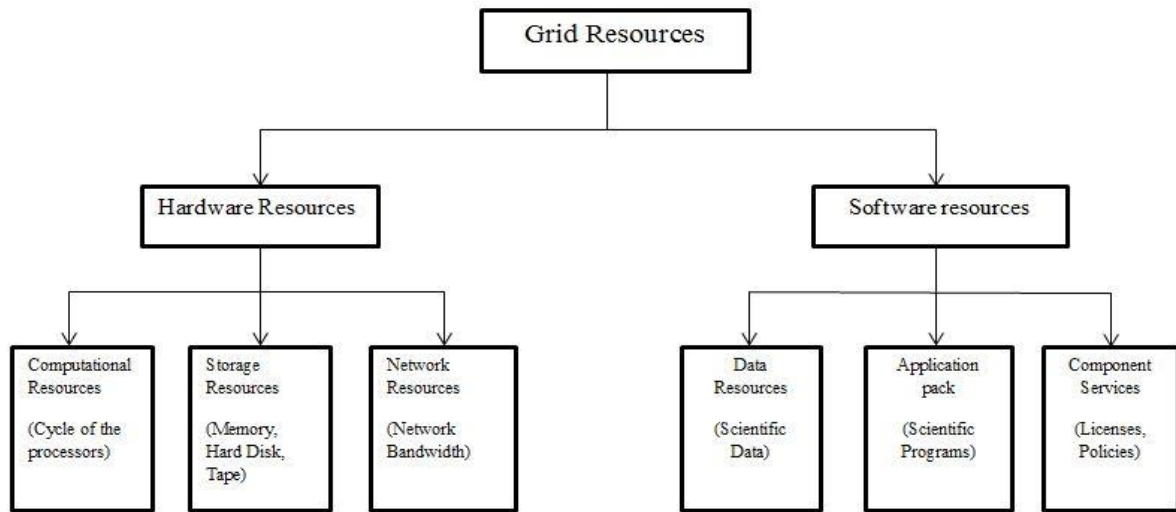 Grid Resources
Hardware Resources
Software resources
Computational
Resources
(Cycle of the
processors)
Storage
Resources
(Memory,
Hard Disk,
Tape)
Network
Resources
(Network
Bandwidth)
Data
Resources
(Scientific
Data)
Application
pack
(Scientific
Programs)
Component
Services
(Licenses,
Policies)